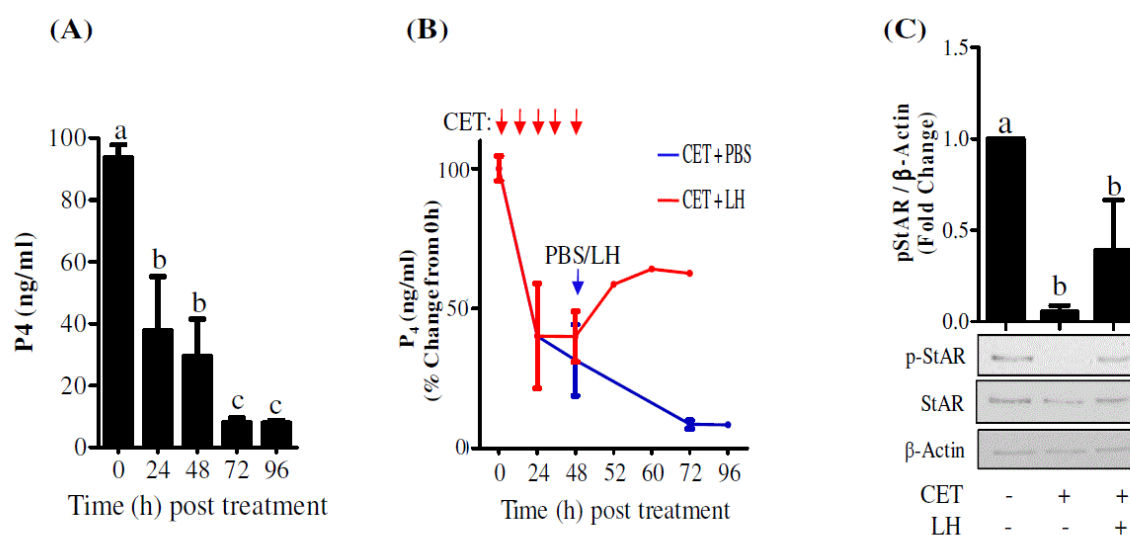 (A)
P4 (ng/ml)
100
80
60
40
20
0
a
b
b
c
c
0 24 48 72 96
Time (h) post treatment
(B)
CET:
CET+PBS
CET+LH
PBS/LH
P4 (ng/ml)
(% Change from 0h)
100
50
0
0 24 48 52 60 72 96
Time (h) post treatment
(C)
pStAR / β-Actin
(Fold Change)
1.5
1.0
0.5
0.0
a
b
b
p-StAR
StAR
β-Actin
CET - + +
LH - - +